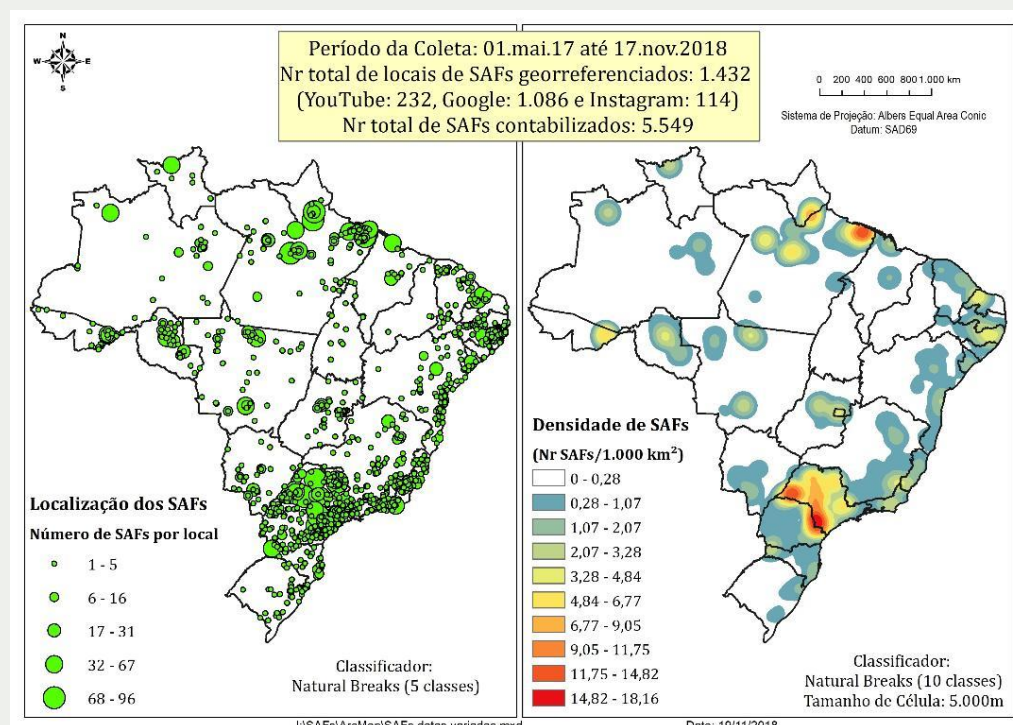 N
W E
S
Período da Coleta: 01.mai.17 até 17.nov.2018
Nr total de locais de SAFs georreferenciados: 1.432
(YouTube: 232, Google: 1.086 e Instagram: 114)
Nr total de SAFs contabilizados: 5.549
0 200 400 600 800 1.000 km
Sistema de Projeção: Albers Equal Area Conic
Datum: SAD69
Localização dos SAFs
Número de SAFs por local
1 - 5
6 - 16
17 - 31
32 - 67
68 - 96
Classificador:
Natural Breaks (5 classes)
Densidade de SAFs
(Nr SAFs/1.000 km²)
0 - 0,28
0,28 - 1,07
1,07 - 2,07
2,07 - 3,28
3,28 - 4,84
4,84 - 6,77
6,77 - 9,05
9,05 - 11,75
11,75 - 14,82
14,82 - 18,16
Classificador:
Natural Breaks (10 classes)
Tamanho de Célula: 5.000m
Data: 19/11/2018